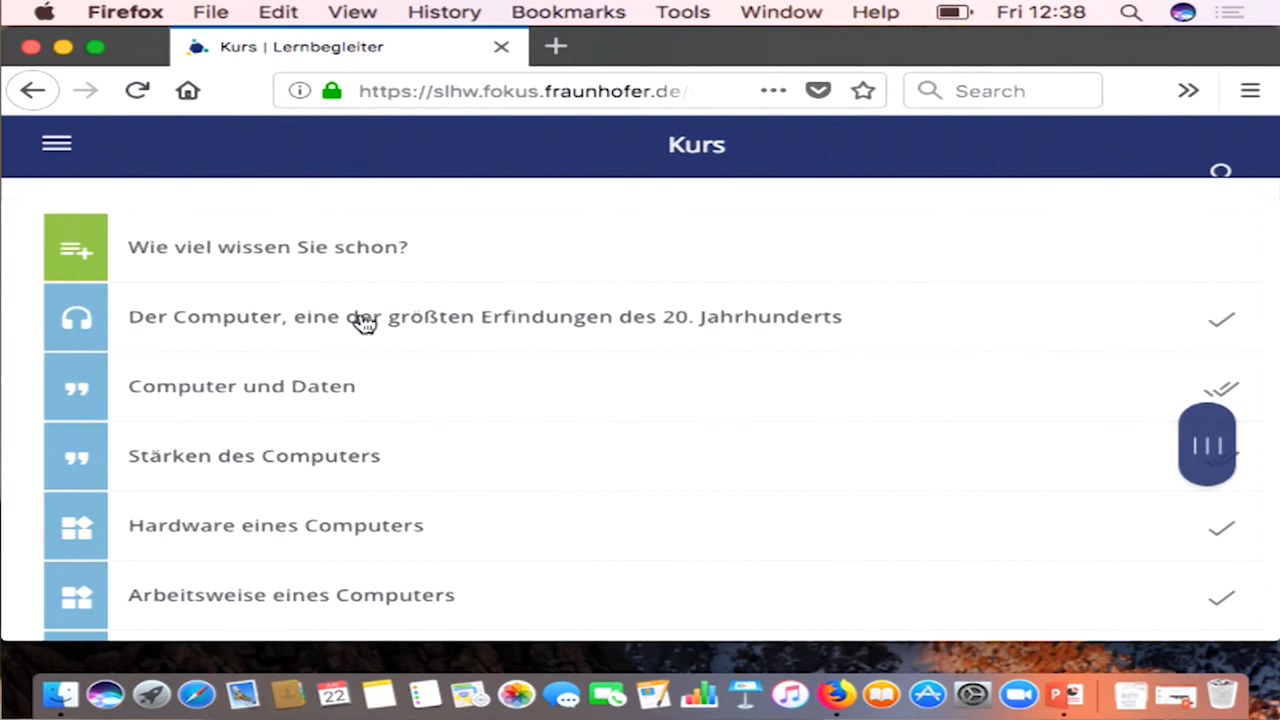 Firefox File Edit View History Bookmarks Tools Window Help Fri 12:38
Kurs | Lernbegleiter
https://slhw.fokus.fraunhofer.de/ Search
Kurs
Wie viel wissen Sie schon?
Der Computer, eine der größten Erfindungen des 20. Jahrhunderts
Computer und Daten
Stärken des Computers
Hardware eines Computers
Arbeitsweise eines Computers
22